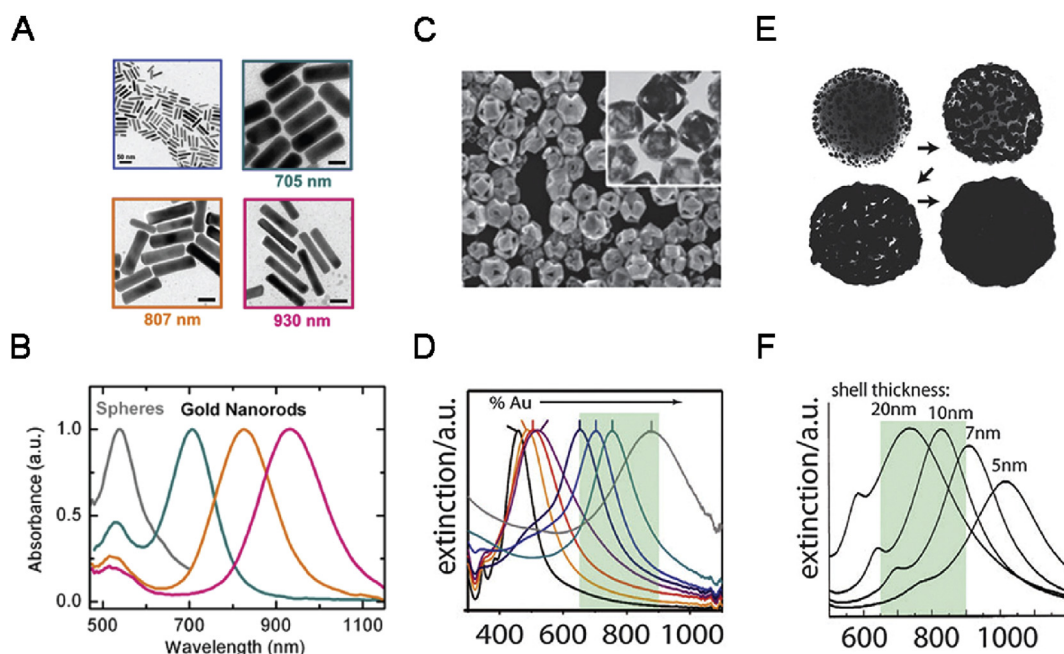 A
50 nm
705 nm
807 nm
930 nm
B
Spheres
Gold Nanorods
Absorbance (a.u.)
1.0
0.5
0.0
500
700
900
1100
Wavelength (nm)
C
D
% Au
extinction/a.u.
400
600
800
1000
E
F
shell thickness:
20nm
10nm
7nm
5nm
extinction/a.u.
600
800
1000